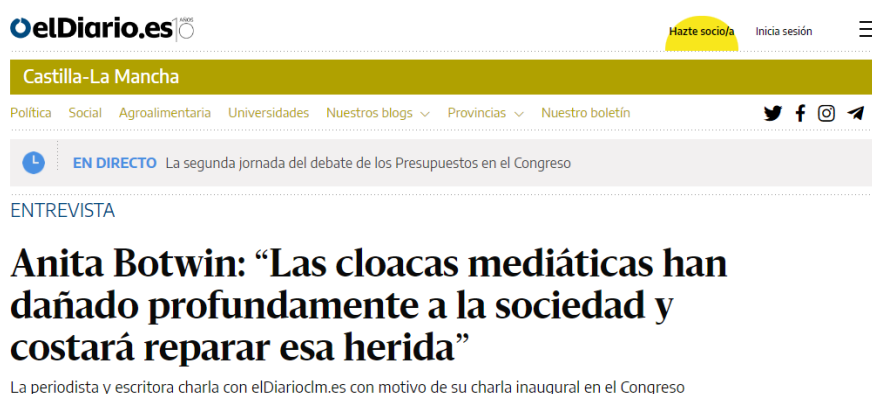 elDiario.es 10 AÑOS
Hazte socio/a Inicia sesión
Castilla-La Mancha
Política Social Agroalimentaria Universidades Nuestros blogs Provincias Nuestro boletín
EN DIRECTO La segunda jornada del debate de los Presupuestos en el Congreso
ENTREVISTA
Anita Botwin: “Las cloacas mediáticas han
dañado profundamente a la sociedad y
costará reparar esa herida”
La periodista y escritora charla con elDiarioclm.es con motivo de su charla inaugural en el Congreso